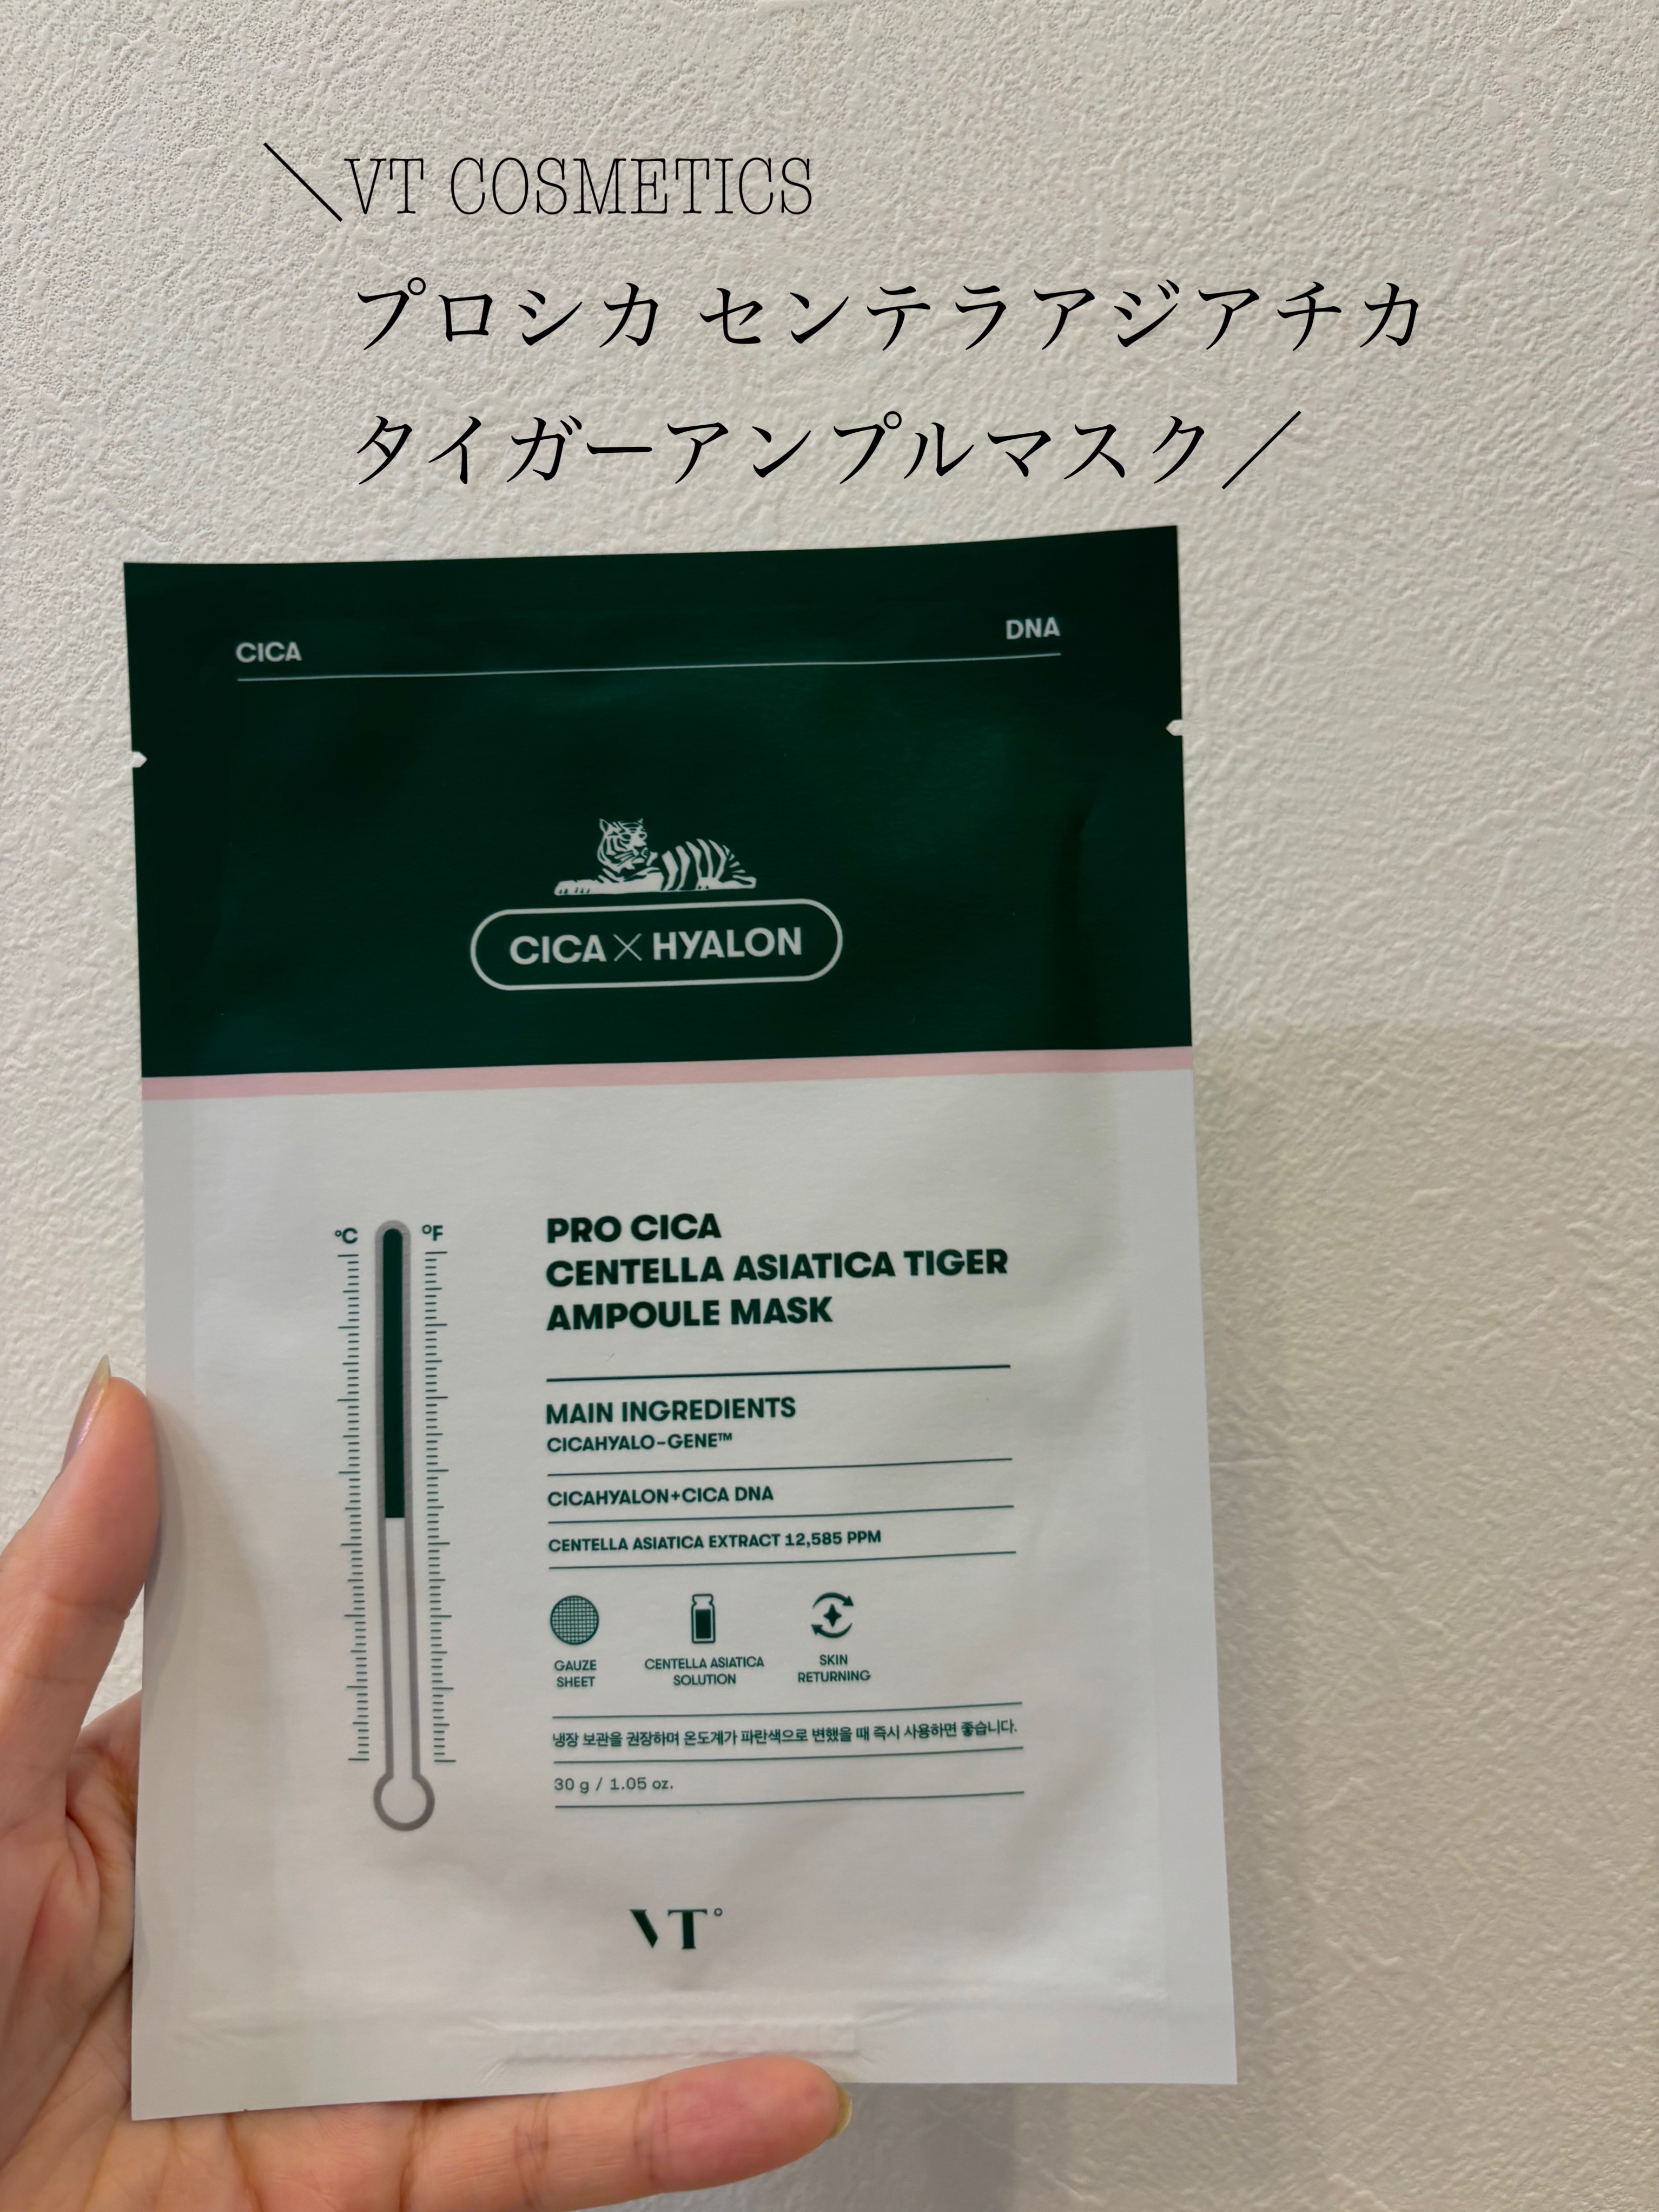 ＼VT COSMETICS
プロシカ センテラアジアチカ
タイガーアンプルマスク／
CICA
DNA
CICA X HYALON
°C
°F
PRO CICA
CENTELLA ASIATICA TIGER
AMPOULE MASK
MAIN INGREDIENTS
CICAHYALO-GENE™
CICAHYALON+CICA DNA
CENTELLA ASIATICA EXTRACT 12,585 PPM
GAUZE
SHEET
CENTELLA ASIATICA
SOLUTION
SKIN
RETURNING
냉장 보관을 권장하며 온도계가 파란색으로 변했을 때 즉시 사용하면 좋습니다.
30 g / 1.05 oz.
VT°